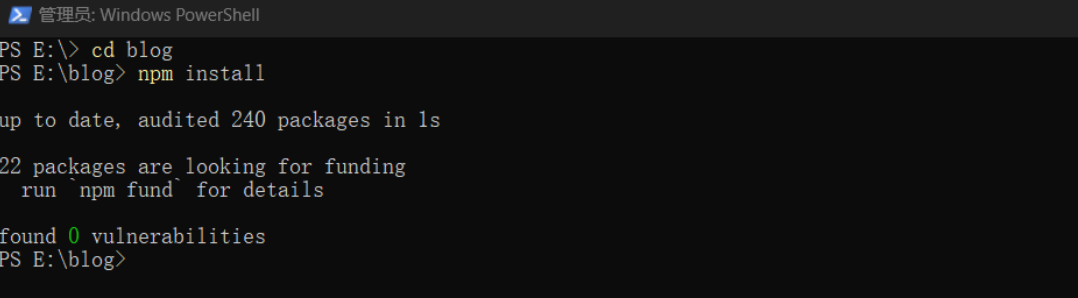 管理员: Windows PowerShell
PS E:\> cd blog
PS E:\blog> npm install
up to date, audited 240 packages in 1s
22 packages are looking for funding
  run `npm fund` for details
found 0 vulnerabilities
PS E:\blog>